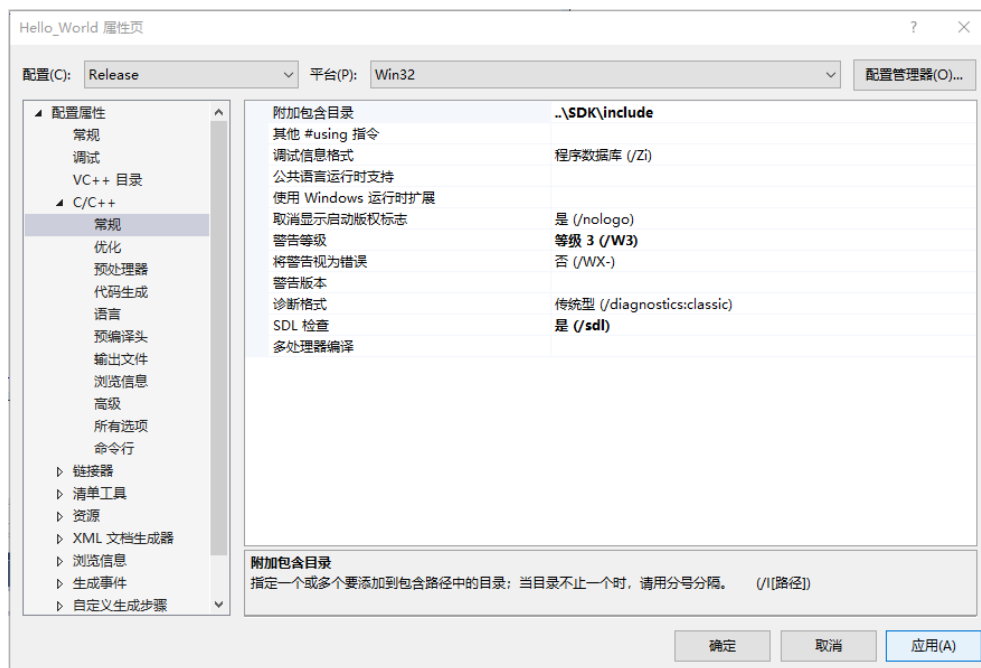 Hello_World 属性页
配置(C): Release 平台(P): Win32 配置管理器(O)...
配置属性
常规
调试
VC++ 目录
C/C++
常规
优化
预处理器
代码生成
语言
预编译头
输出文件
浏览信息
高级
所有选项
命令行
链接器
清单工具
资源
XML 文档生成器
浏览信息
生成事件
自定义生成步骤
附加包含目录 ..\SDK\include
其他 #using 指令
调试信息格式 程序数据库 (/Zi)
公共语言运行时支持
使用 Windows 运行时扩展
取消显示启动版权标志 是 (/nologo)
警告等级 等级 3 (/W3)
将警告视为错误 否 (/WX-)
警告版本
诊断格式 传统型 (/diagnostics:classic)
SDL 检查 是 (/sdl)
多处理器编译
附加包含目录
指定一个或多个要添加到包含路径中的目录；当目录不止一个时，请用分号分隔。 (/I[路径])
确定 取消 应用(A)